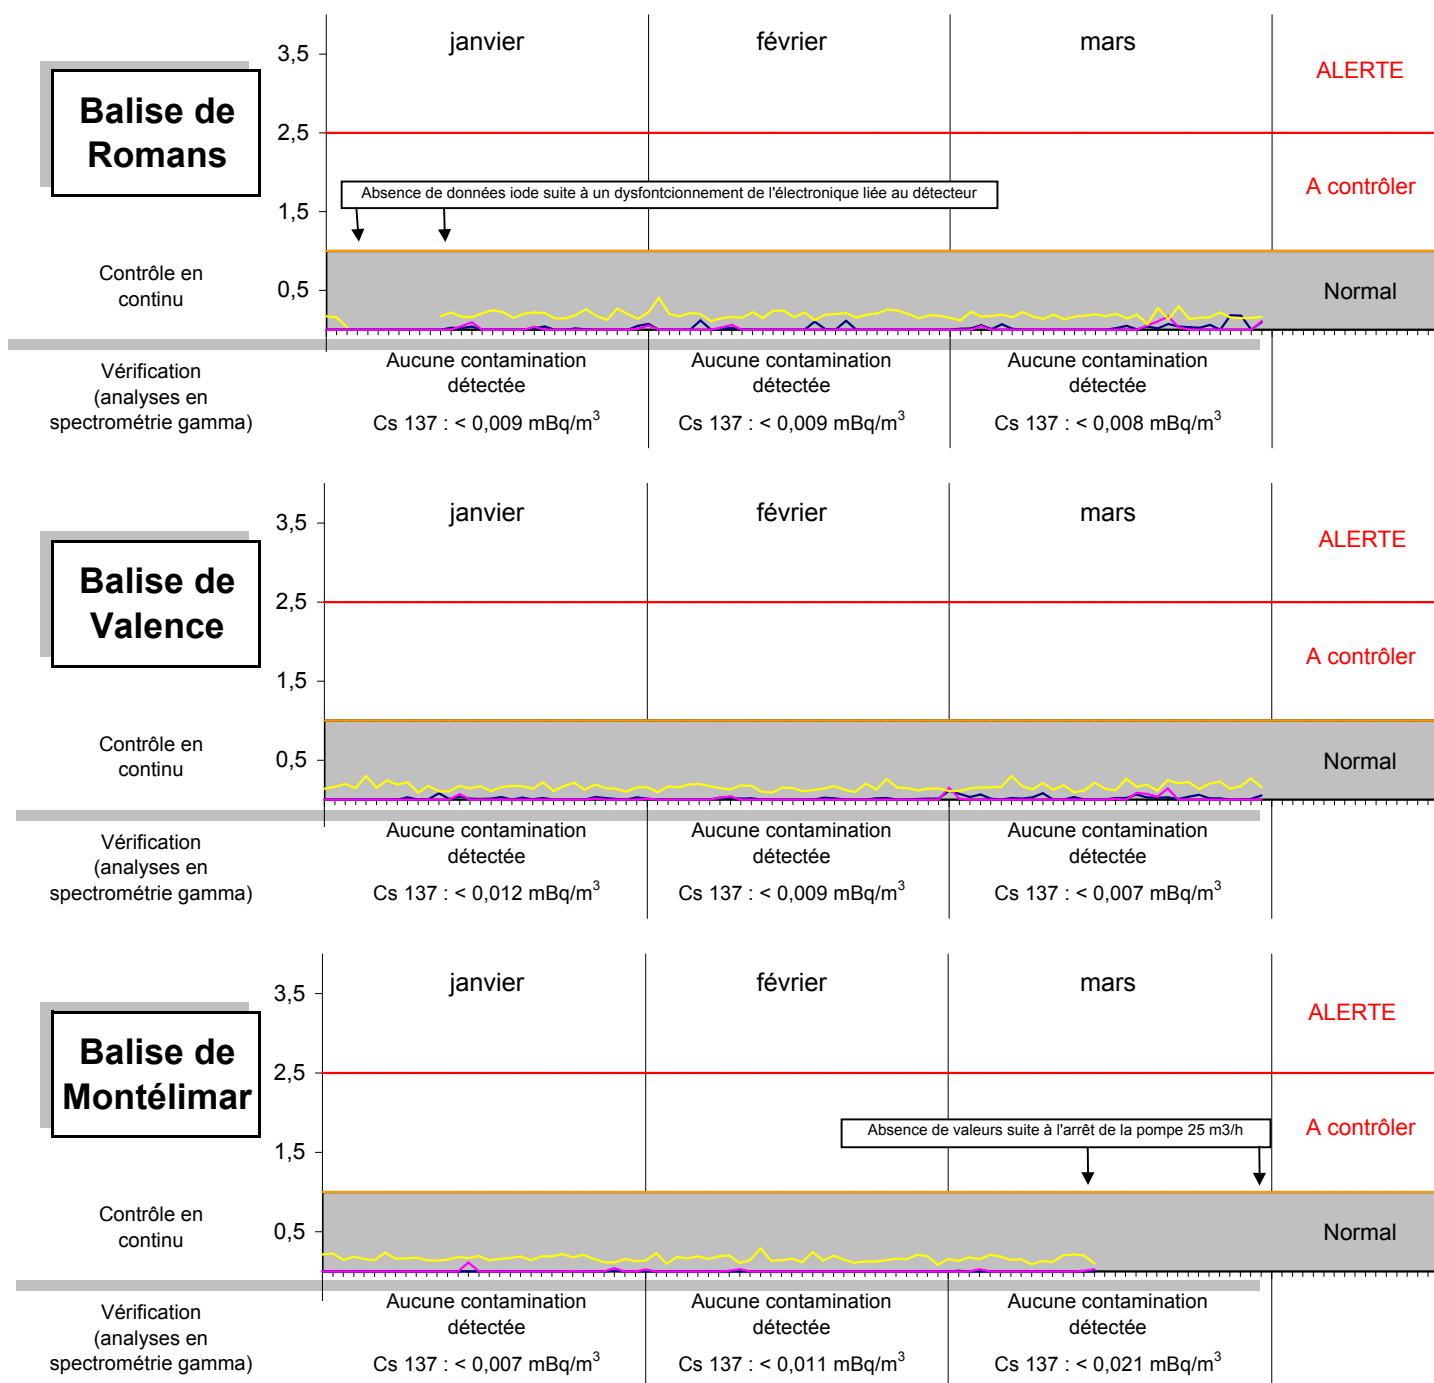 janvier
février
mars
3,5
ALERTE
Balise de
Romans
2,5
A contrôler
Absence de données iode suite à un dysfontcionnement de l'électronique liée au détecteur
1,5
Contrôle en
continu
0,5
Normal
Vérification
(analyses en
spectrométrie gamma)
Aucune contamination
détectée
Cs 137 : < 0,009 mBq/m³
Aucune contamination
détectée
Cs 137 : < 0,009 mBq/m³
Aucune contamination
détectée
Cs 137 : < 0,008 mBq/m³
janvier
février
mars
3,5
ALERTE
Balise de
Valence
2,5
A contrôler
1,5
Contrôle en
continu
0,5
Normal
Vérification
(analyses en
spectrométrie gamma)
Aucune contamination
détectée
Cs 137 : < 0,012 mBq/m³
Aucune contamination
détectée
Cs 137 : < 0,009 mBq/m³
Aucune contamination
détectée
Cs 137 : < 0,007 mBq/m³
janvier
février
mars
3,5
ALERTE
Balise de
Montélimar
2,5
A contrôler
Absence de valeurs suite à l'arrêt de la pompe 25 m3/h
1,5
Contrôle en
continu
0,5
Normal
Vérification
(analyses en
spectrométrie gamma)
Aucune contamination
détectée
Cs 137 : < 0,007 mBq/m³
Aucune contamination
détectée
Cs 137 : < 0,011 mBq/m³
Aucune contamination
détectée
Cs 137 : < 0,021 mBq/m³